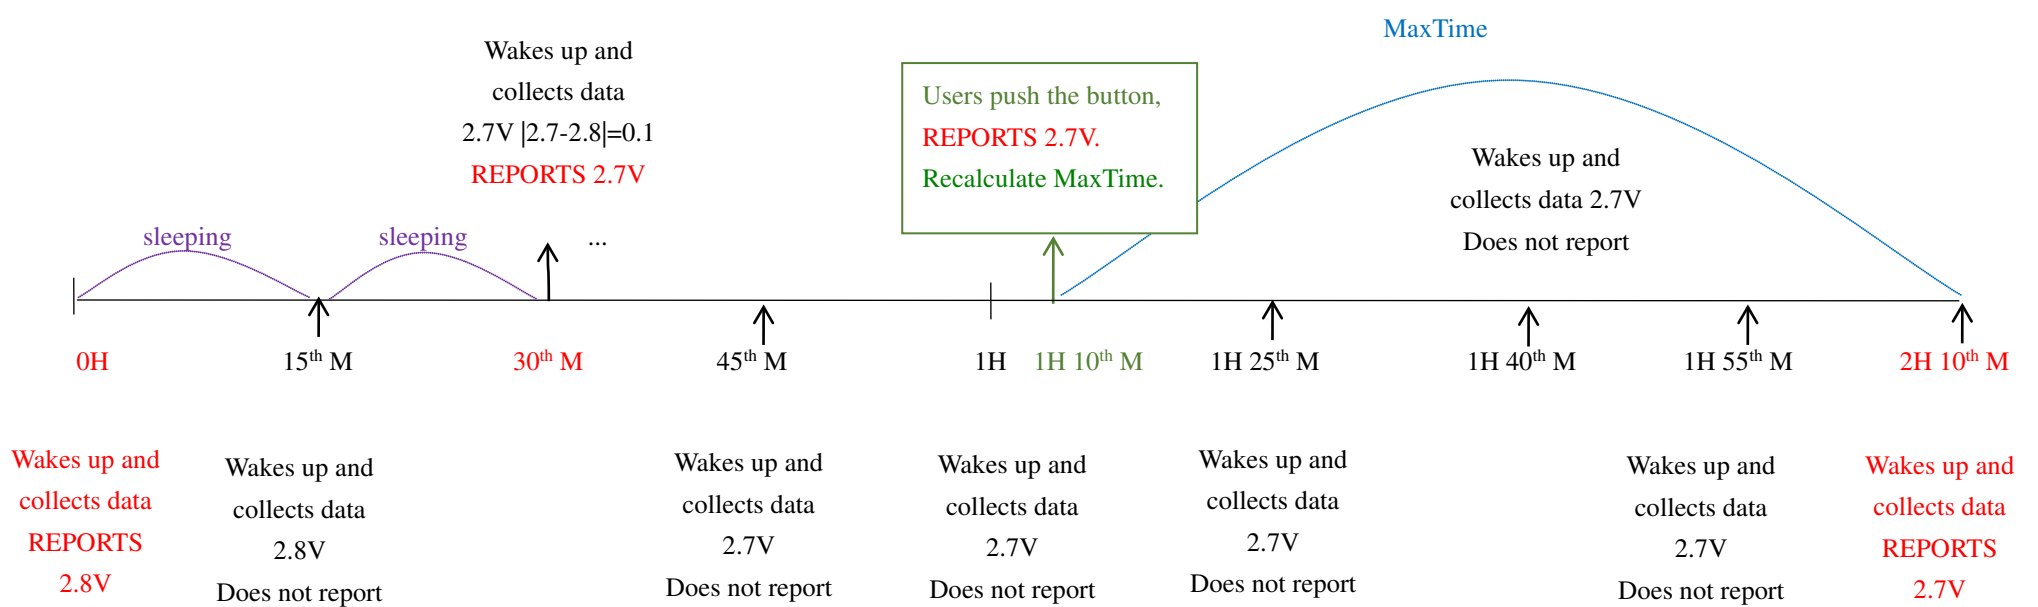 MaxTime
Wakes up and
collects data
2.7V |2.7-2.8|=0.1
REPORTS 2.7V
Users push the button,
REPORTS 2.7V.
Recalculate MaxTime.
Wakes up and
collects data 2.7V
Does not report
sleeping
sleeping
...
0H
15th M
30th M
45th M
1H
1H 10th M
1H 25th M
1H 40th M
1H 55th M
2H 10th M
Wakes up and
collects data
REPORTS
2.8V
Wakes up and
collects data
2.8V
Does not report
Wakes up and
collects data
2.7V
Does not report
Wakes up and
collects data
2.7V
Does not report
Wakes up and
collects data
2.7V
Does not report
Wakes up and
collects data
2.7V
Does not report
Wakes up and
collects data
REPORTS
2.7V